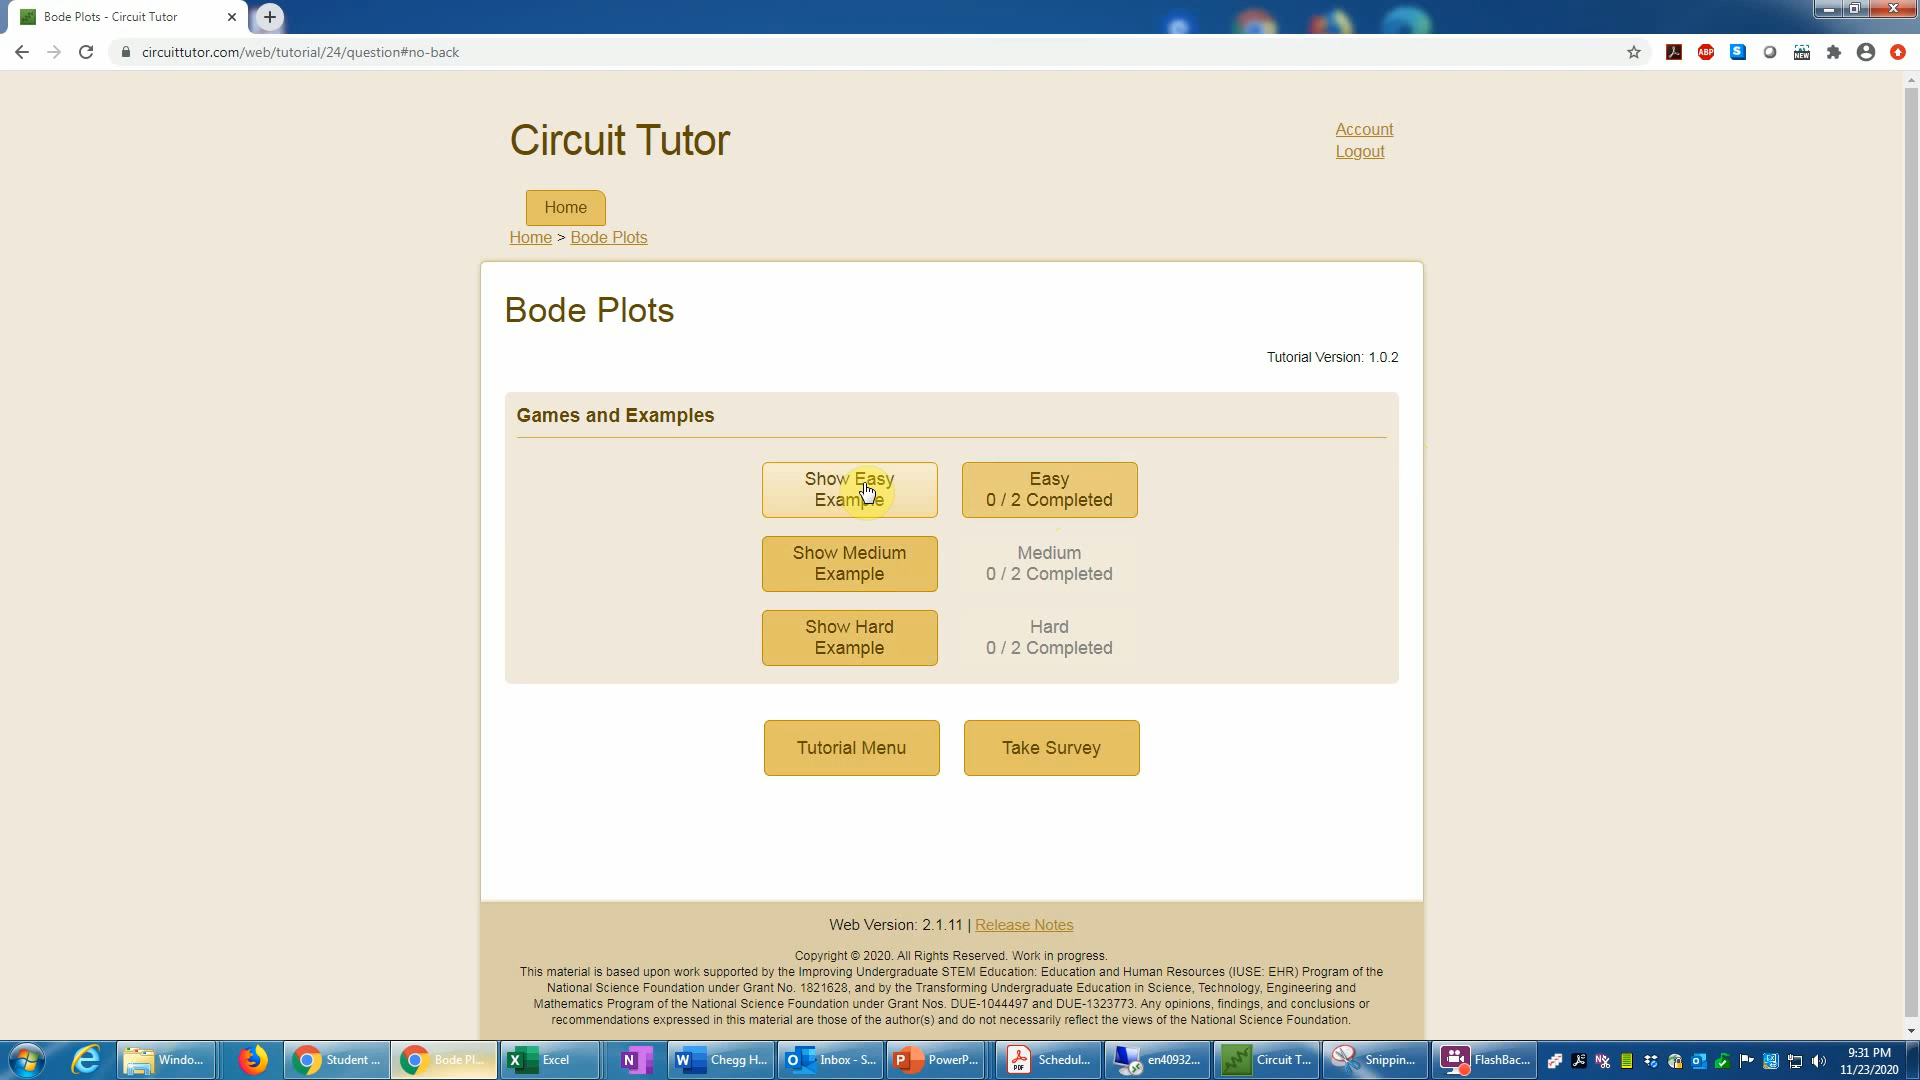 Bode Plots - Circuit Tutor
circuittutor.com/web/tutorial/24/question#no-back
ABP
S
NEW
Circuit Tutor
Account
Logout
Home
Home > Bode Plots
Bode Plots
Tutorial Version: 1.0.2
Games and Examples
Show Easy
Example
Easy
0 / 2 Completed
Show Medium
Example
Medium
0 / 2 Completed
Show Hard
Example
Hard
0 / 2 Completed
Tutorial Menu
Take Survey
Web Version: 2.1.11 | Release Notes
Copyright © 2020. All Rights Reserved. Work in progress.
This material is based upon work supported by the Improving Undergraduate STEM Education: Education and Human Resources (IUSE: EHR) Program of the
National Science Foundation under Grant No. 1821628, and by the Transforming Undergraduate Education in Science, Technology, Engineering and
Mathematics Program of the National Science Foundation under Grant Nos. DUE-1044497 and DUE-1323773. Any opinions, findings, and conclusions or
recommendations expressed in this material are those of the author(s) and do not necessarily reflect the views of the National Science Foundation.
Windo...
Student ...
Bode Pl...
Excel
Chegg H...
Inbox - S...
PowerP...
Schedul...
en40932...
Circuit T...
Snippin...
FlashBac...
9:31 PM
11/23/2020